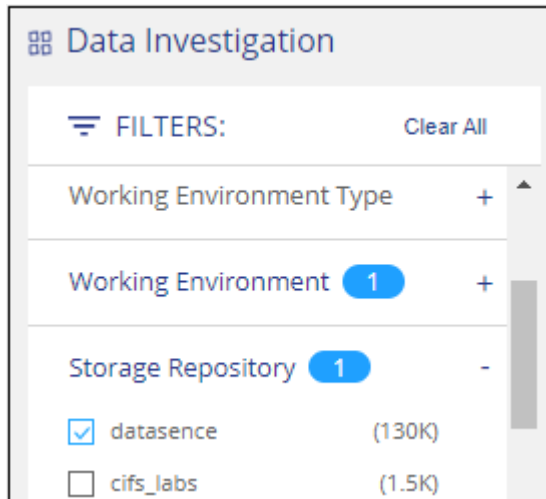 Data Investigation
FILTERS: Clear All
Working Environment Type +
Working Environment 1 +
Storage Repository 1 -
datasence (130K)
cifs_labs (1.5K)